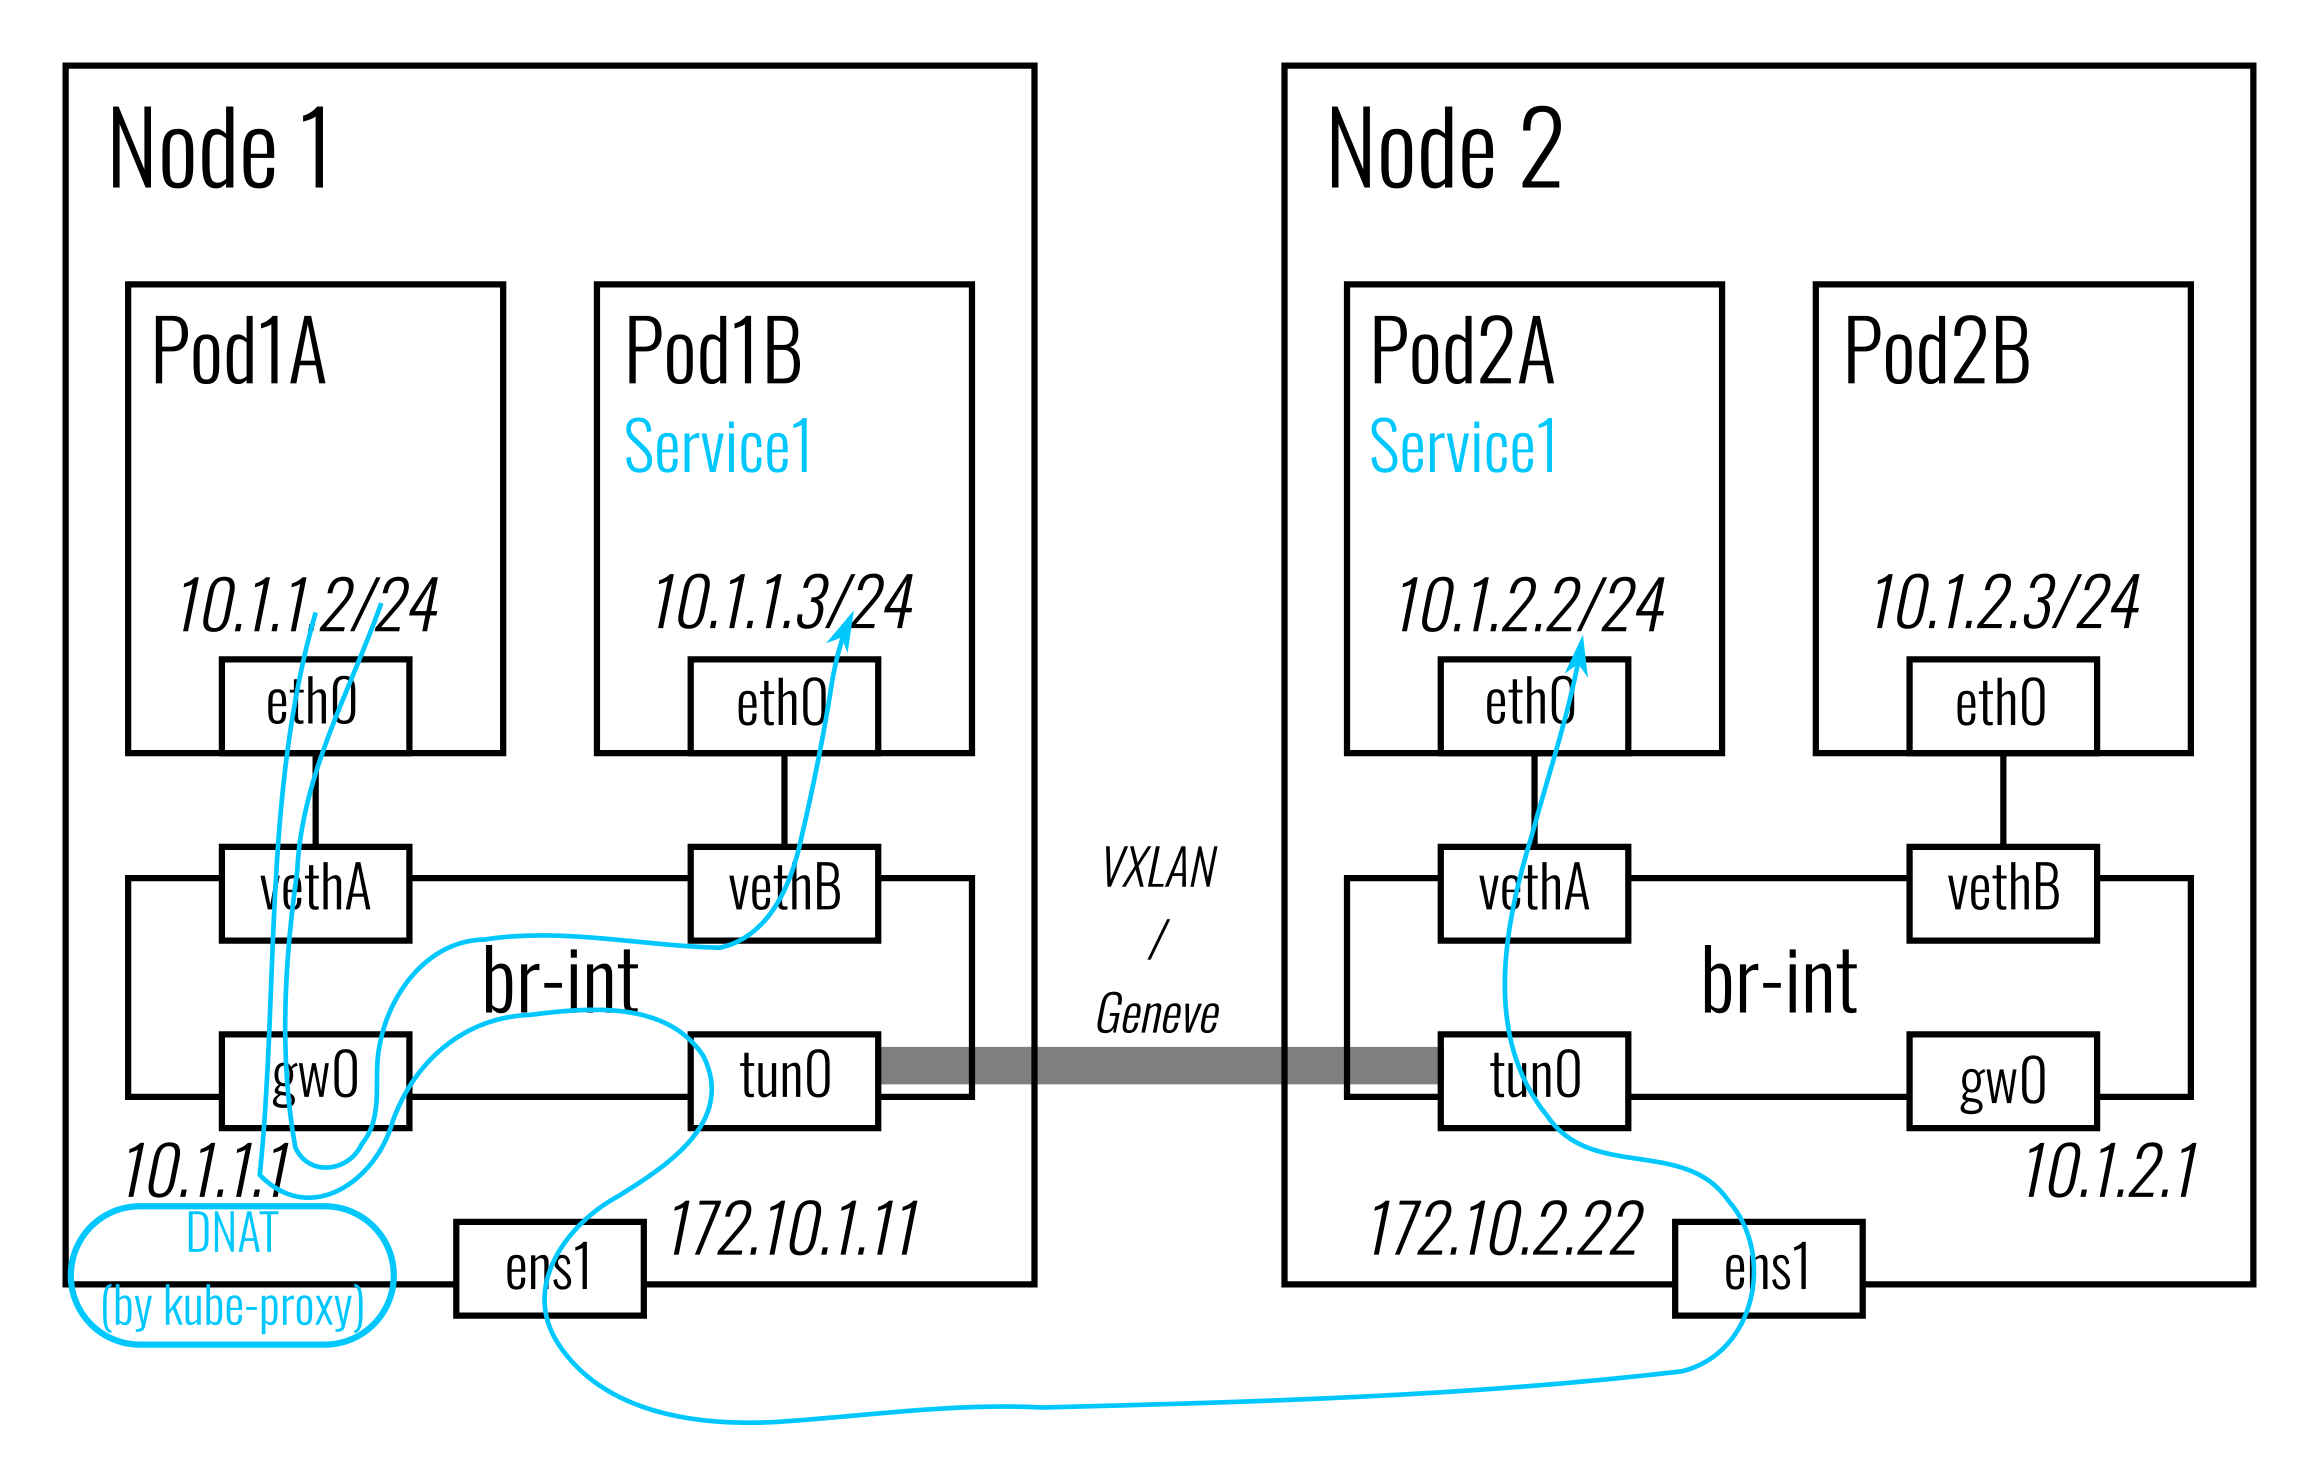 Node 1
Pod1A
10.1.1.2/24
eth0
Pod1B
Service1
10.1.1.3/24
eth0
vethA
vethB
br-int
gw0
tun0
10.1.1.1
DNAT
(by kube-proxy)
ens1
172.10.1.11
VXLAN
/
Geneve
Node 2
Pod2A
Service1
10.1.2.2/24
eth0
Pod2B
10.1.2.3/24
eth0
vethA
vethB
br-int
tun0
gw0
10.1.2.1
172.10.2.22
ens1